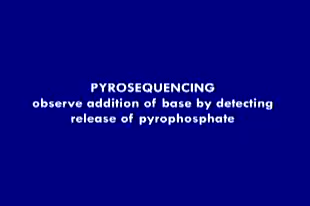 PYROSEQUENCING
observe addition of base by detecting
release of pyrophosphate